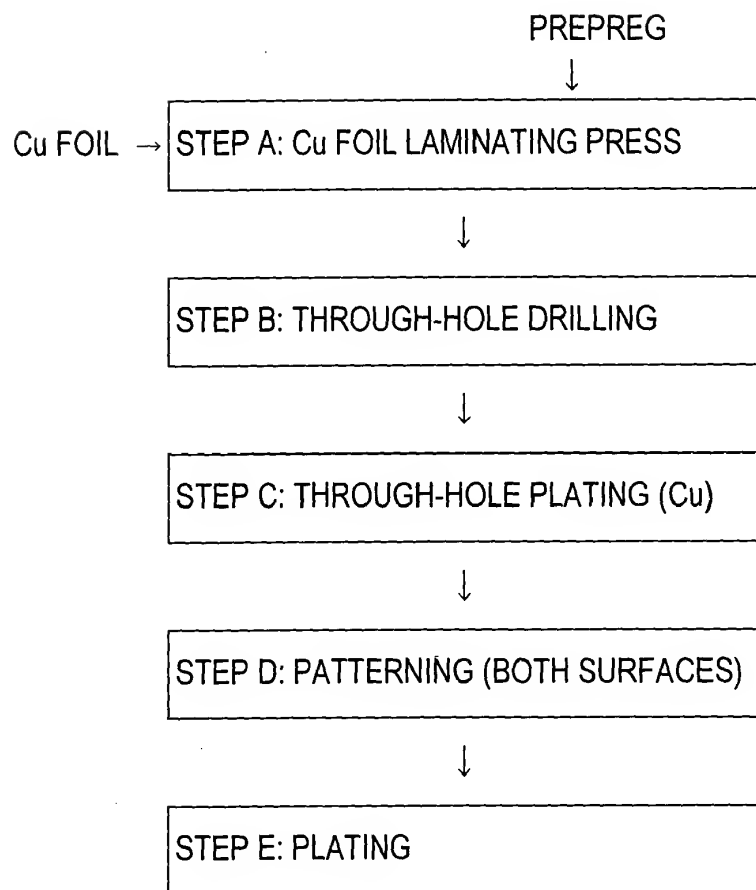 PREPREG
↓
Cu FOIL → STEP A: Cu FOIL LAMINATING PRESS
↓
STEP B: THROUGH-HOLE DRILLING
↓
STEP C: THROUGH-HOLE PLATING (Cu)
↓
STEP D: PATTERNING (BOTH SURFACES)
↓
STEP E: PLATING